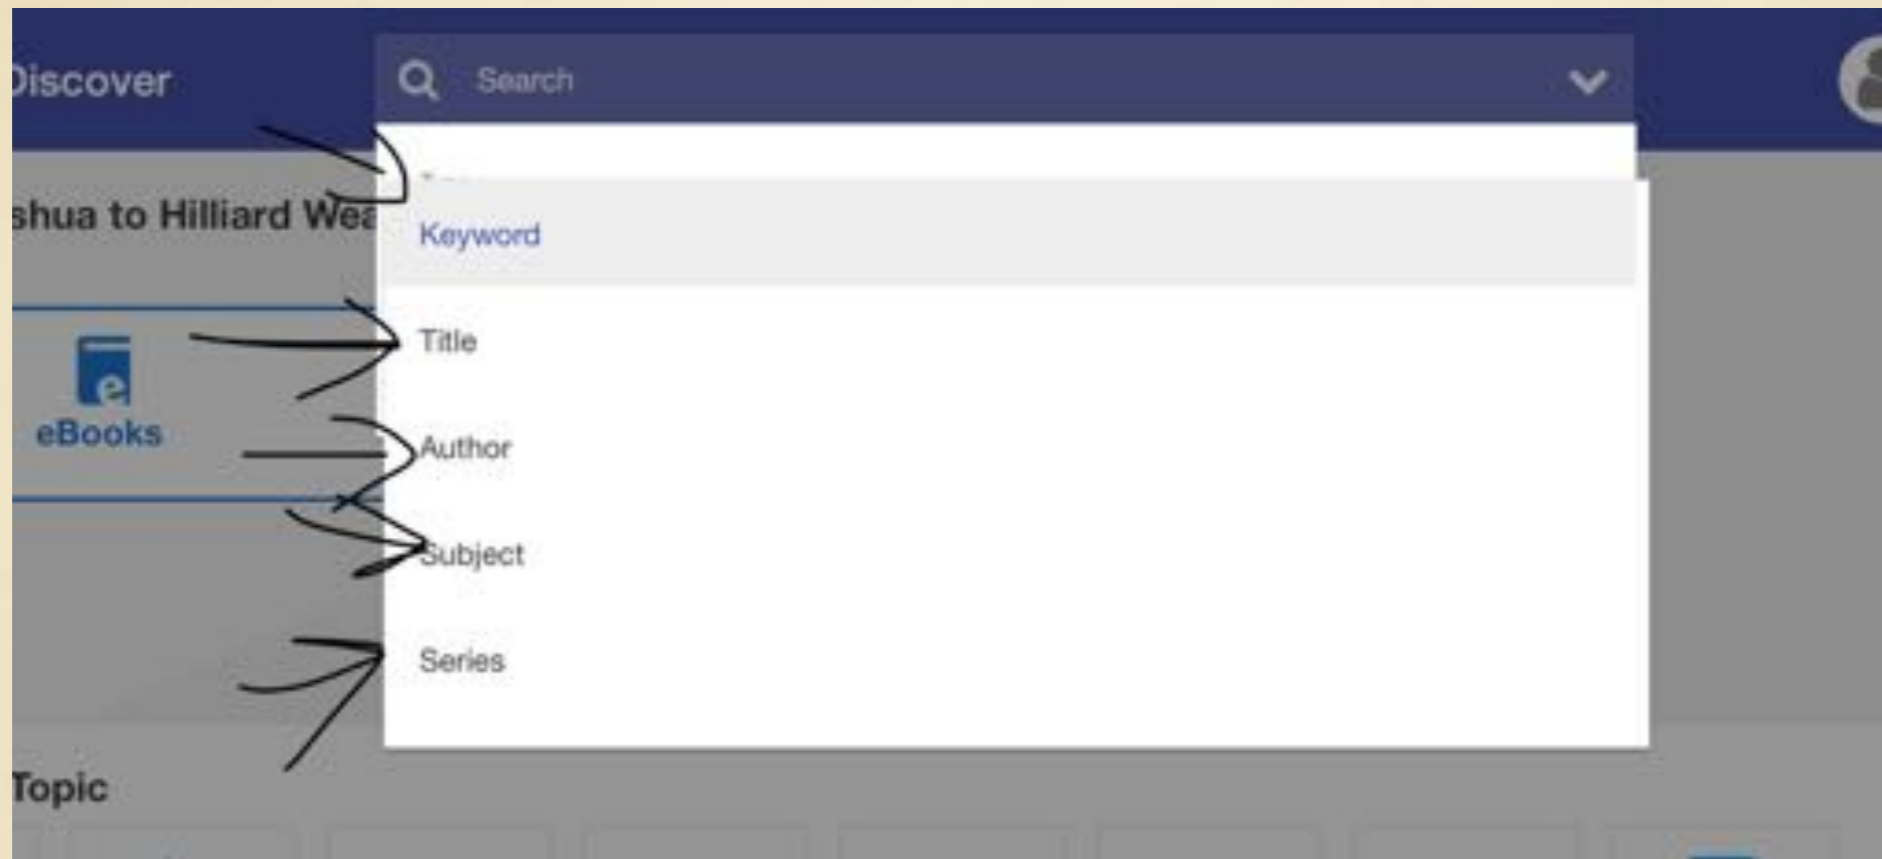 Discover
Search
shua to Hilliard Wea
Keyword
Title
eBooks
Author
Subject
Series
Topic